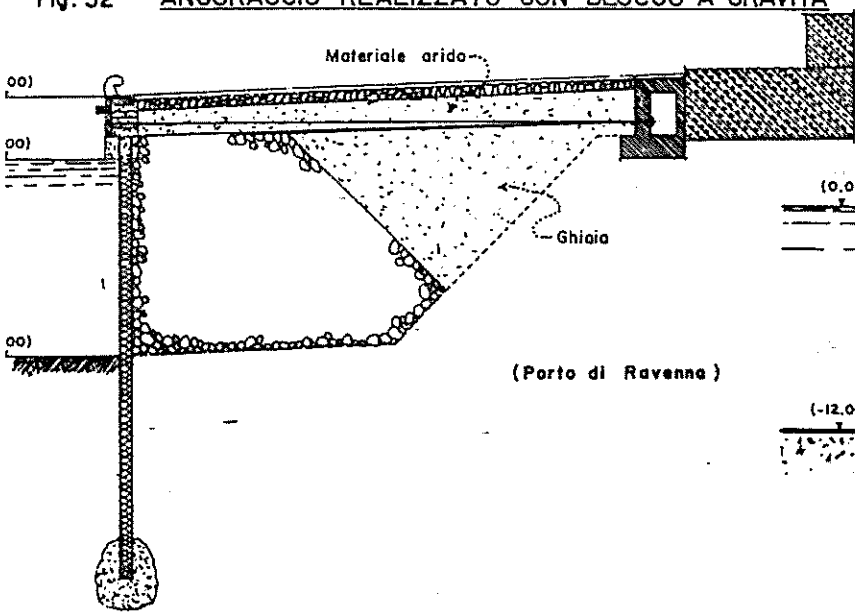 Fig. 32 ANCORAGGIO REALIZZATO CON BLOCCO A GRAVITÀ
Materiale arido
00)
00)
(0,0
Ghiaia
00)
(Porto di Ravenna)
(-12,0